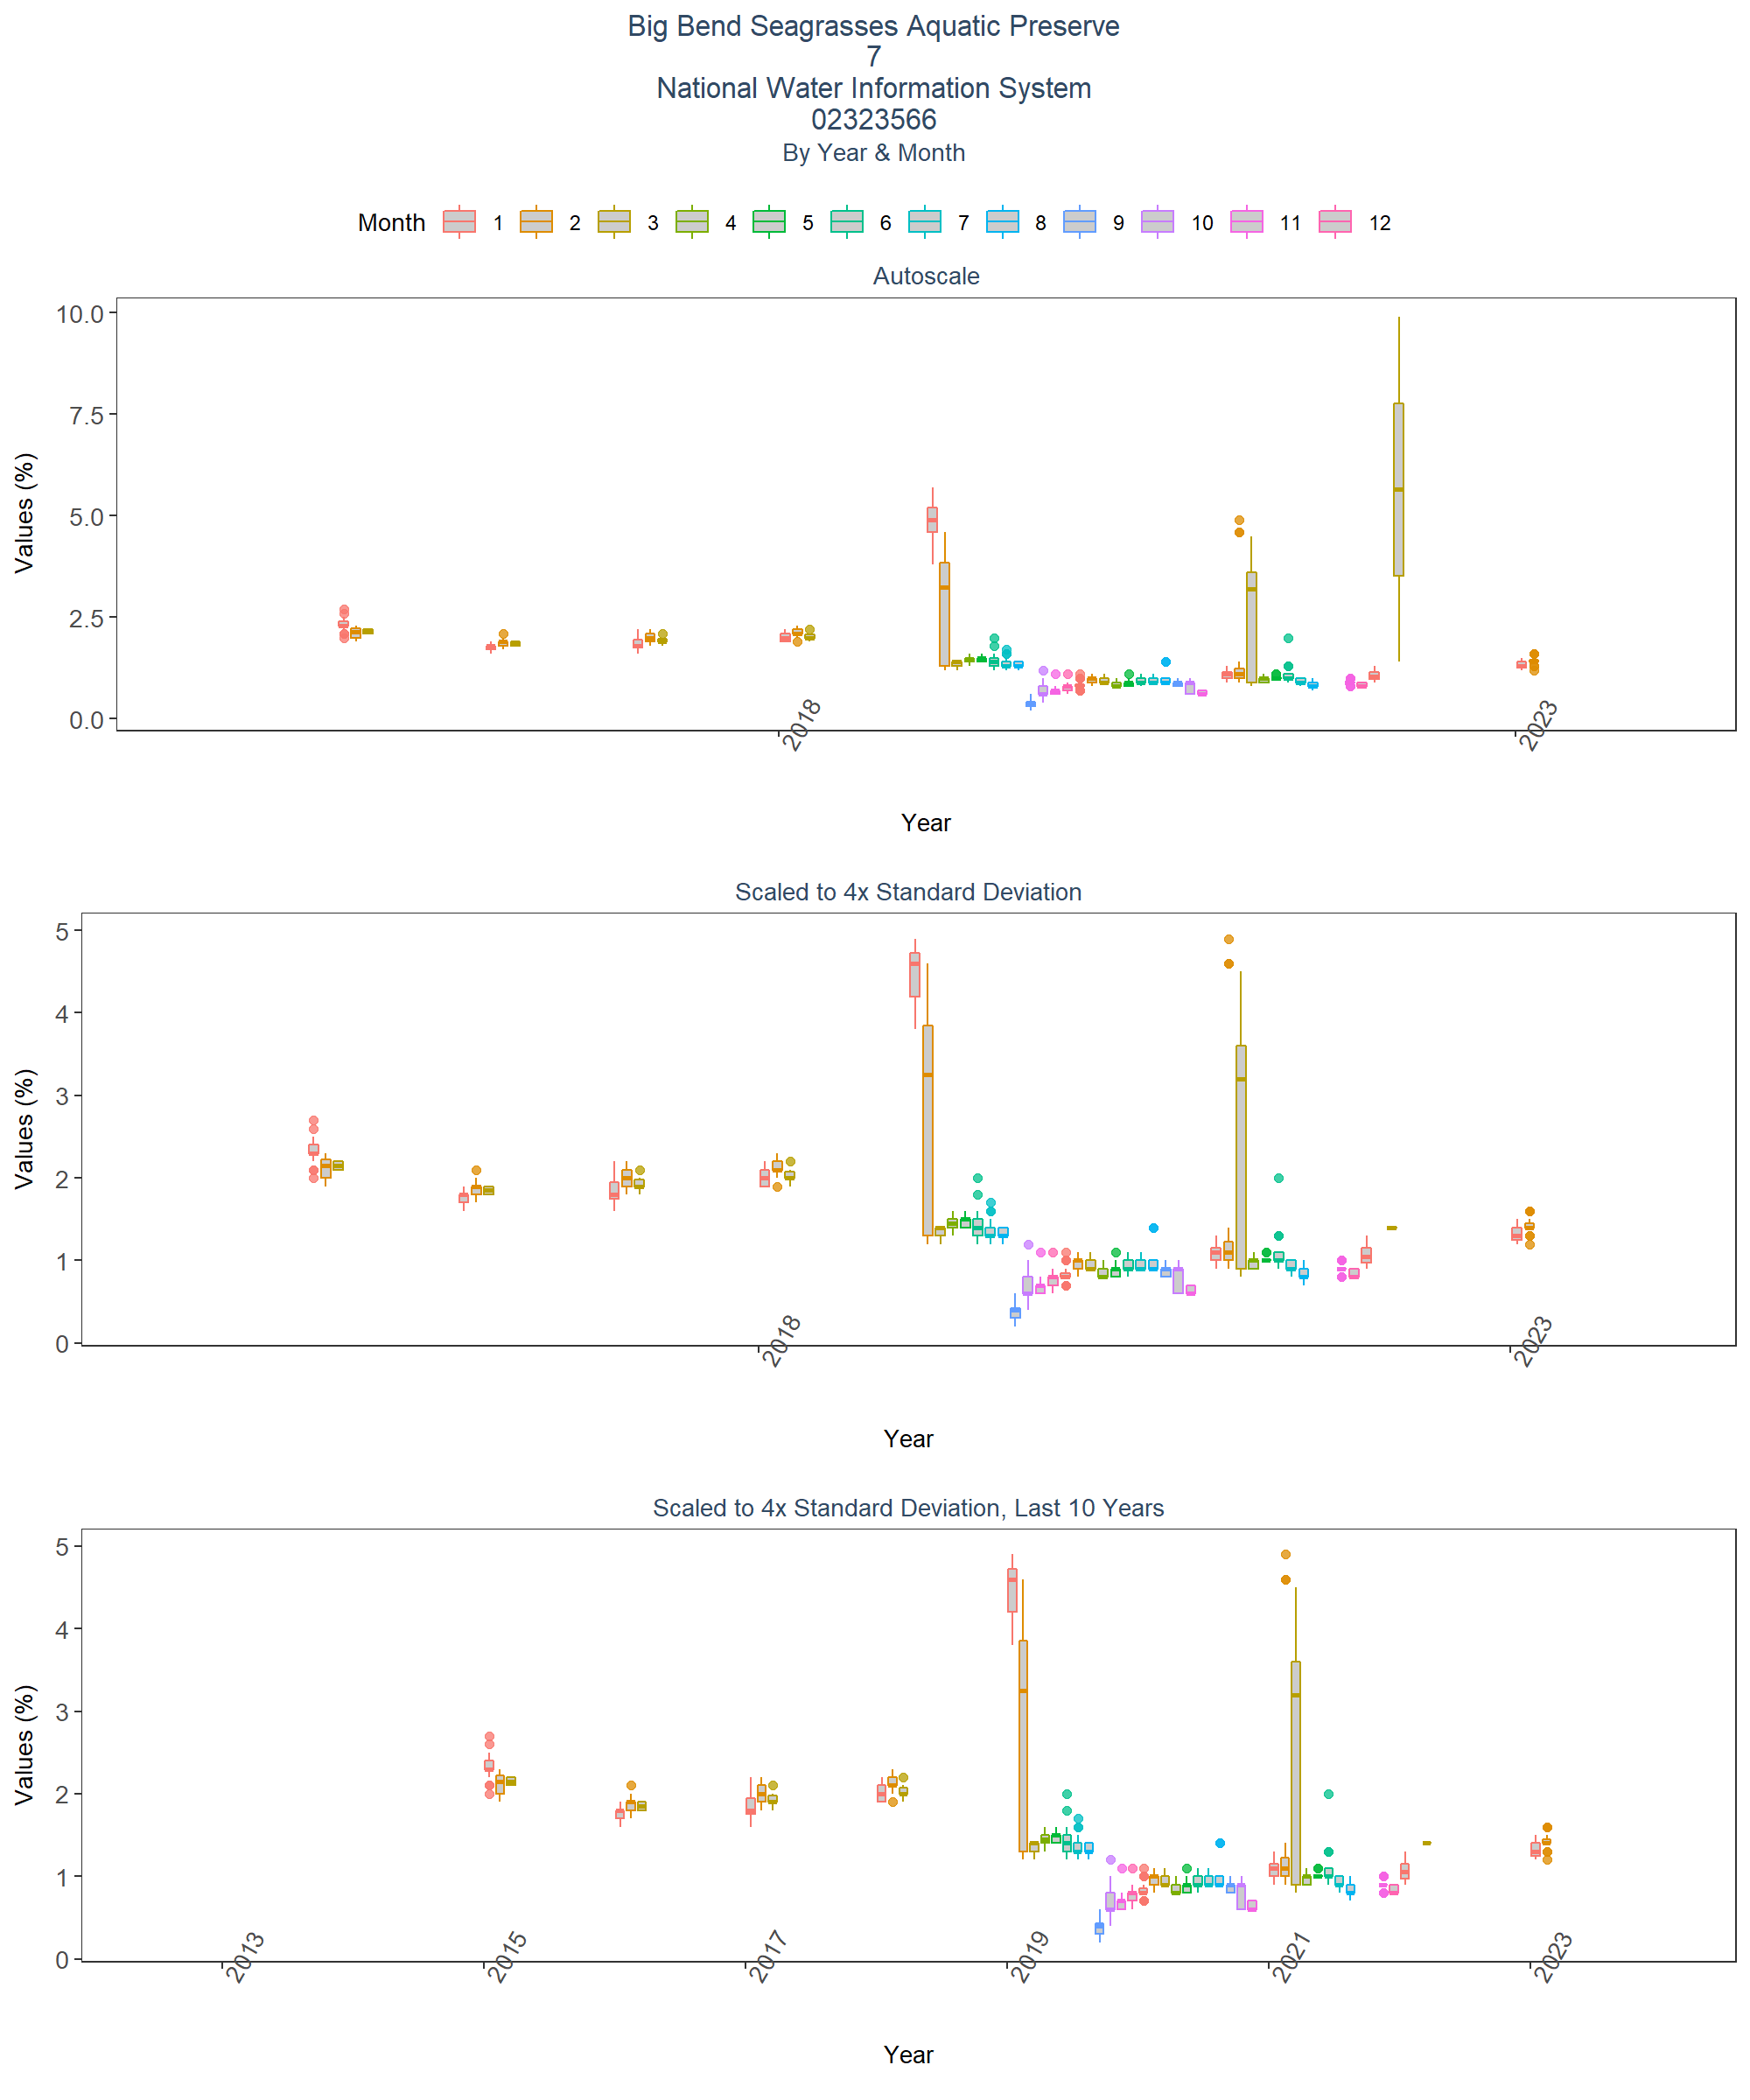 Big Bend Seagrasses Aquatic Preserve
7
National Water Information System
02323566
By Year & Month
Month 1 2 3 4 5 6 7 8 9 10 11 12
Autoscale
Values (%)
10.0
7.5
5.0
2.5
0.0
2018 2023
Year
Scaled to 4x Standard Deviation
Values (%)
5
4
3
2
1
0
2018 2023
Year
Scaled to 4x Standard Deviation, Last 10 Years
Values (%)
5
4
3
2
1
0
2013 2015 2017 2019 2021 2023
Year